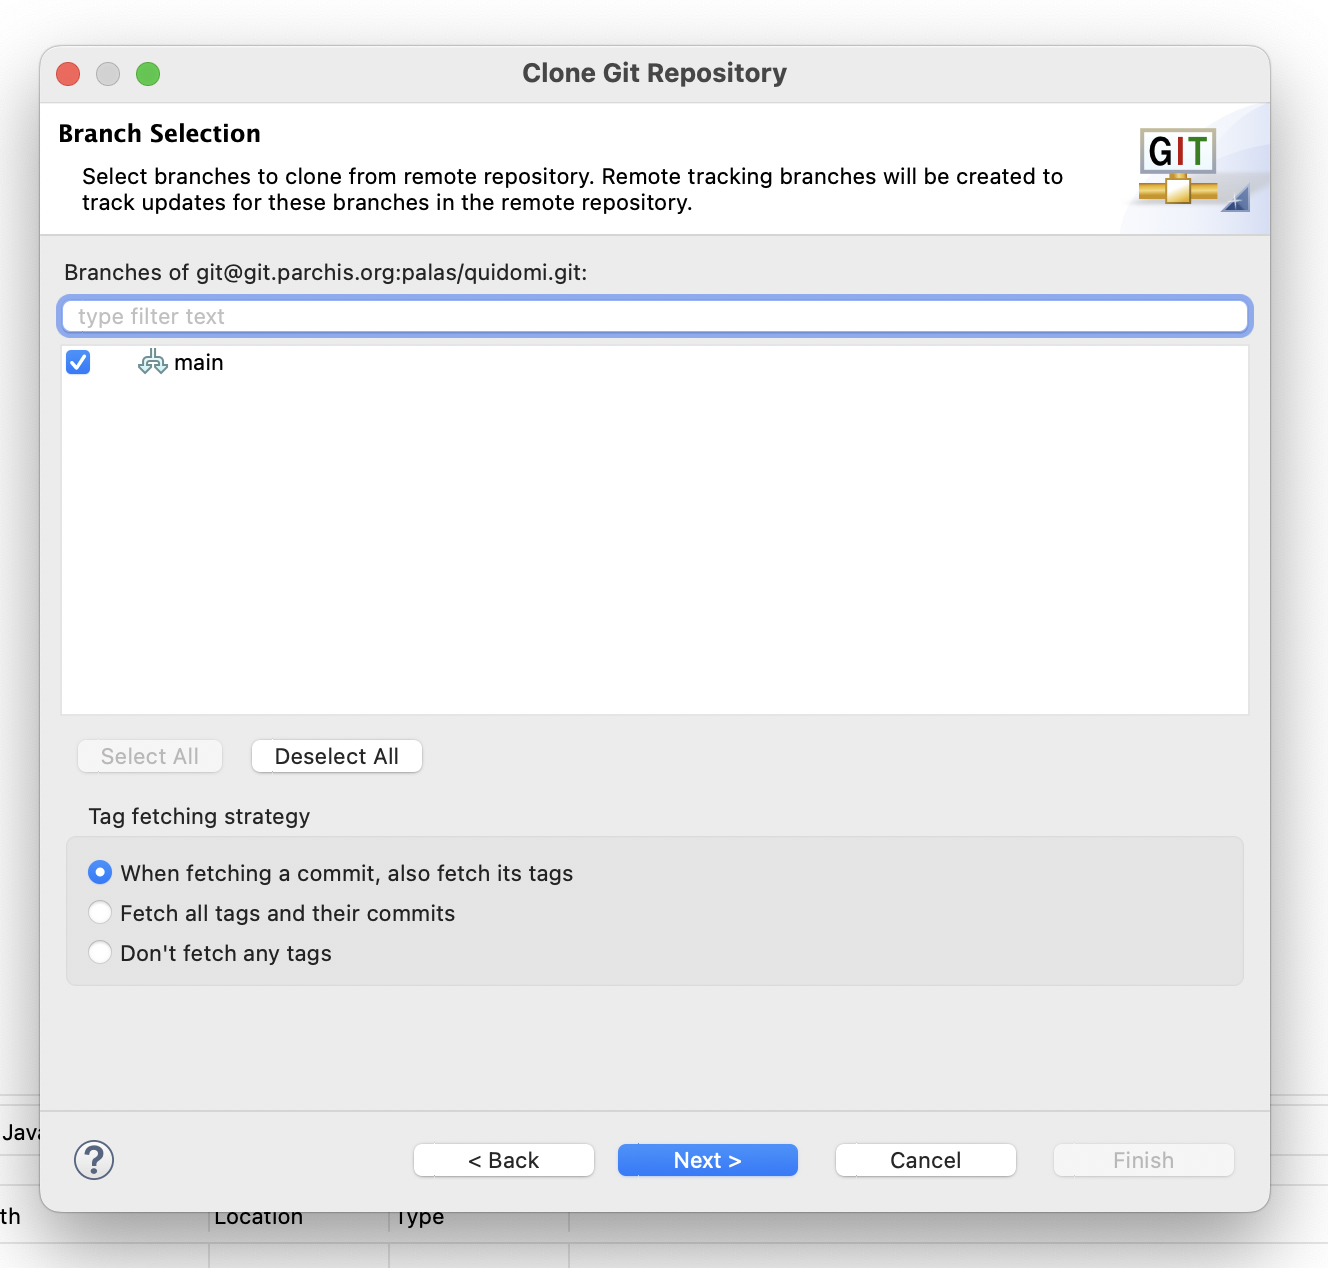 Clone Git Repository
Branch Selection
Select branches to clone from remote repository. Remote tracking branches will be created to
track updates for these branches in the remote repository.
GIT
Branches of git@git.parchis.org:palas/quidomi.git:
type filter text
main
Select All
Deselect All
Tag fetching strategy
When fetching a commit, also fetch its tags
Fetch all tags and their commits
Don't fetch any tags
Java
?
< Back
Next >
Cancel
Finish
th
Location
Type